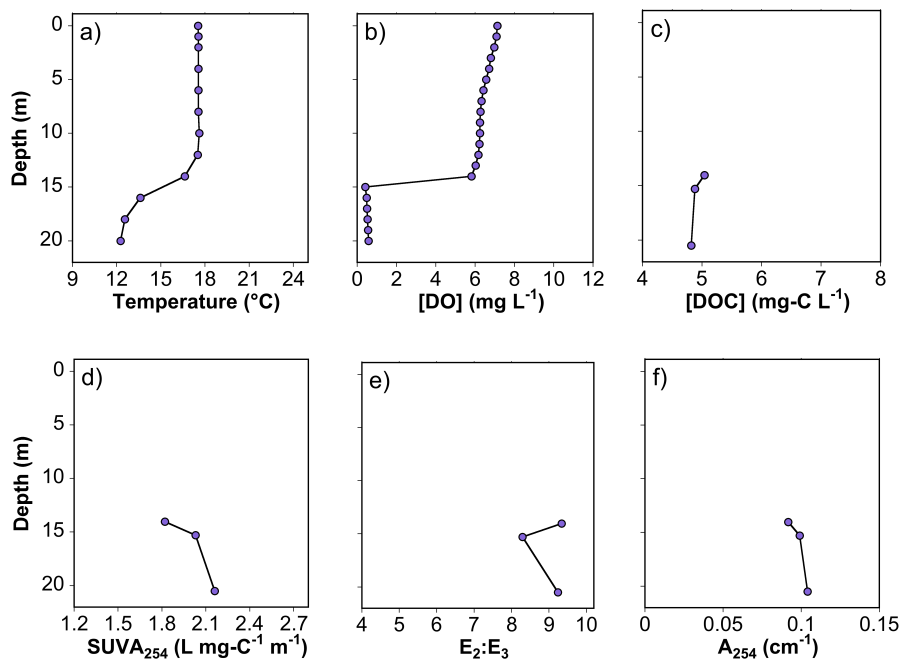 a) b) c)
0
5
10
15
20
Depth (m)
9 12 15 18 21 24
Temperature (°C)
0 2 4 6 8 10 12
[DO] (mg L⁻¹)
4 5 6 7 8
[DOC] (mg-C L⁻¹)
d) e) f)
0
5
10
15
20
Depth (m)
1.2 1.5 1.8 2.1 2.4 2.7
SUVA₂₅₄ (L mg-C⁻¹ m⁻¹)
4 5 6 7 8 9 10
E₂:E₃
0 0.05 0.1 0.15
A₂₅₄ (cm⁻¹)